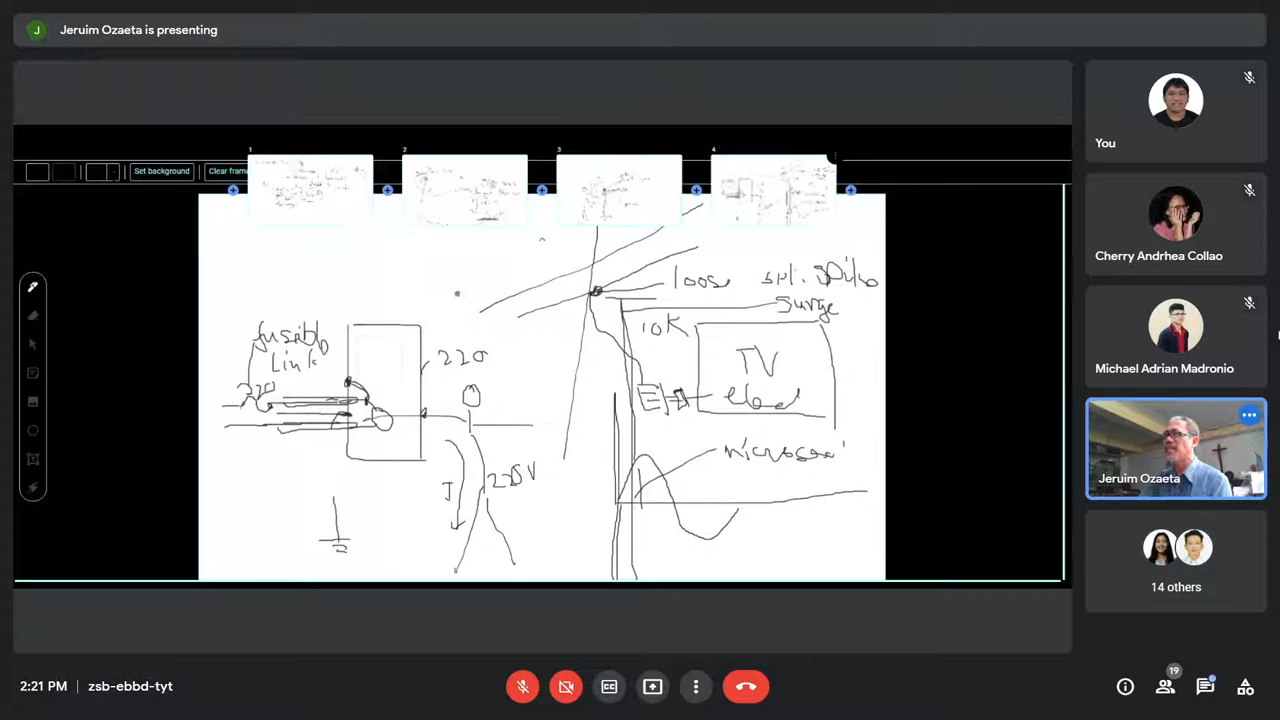 J
Jeruim Ozaeta is presenting
1
2
3
4
Set background
Clear frame
You
Cherry Andrhea Collao
Michael Adrian Madronio
Jeruim Ozaeta
14 others
loose
Surge
10K
TV
fusible
Link
220
220
I
220V
2:21 PM
zsb-ebbd-tyt
CC
19